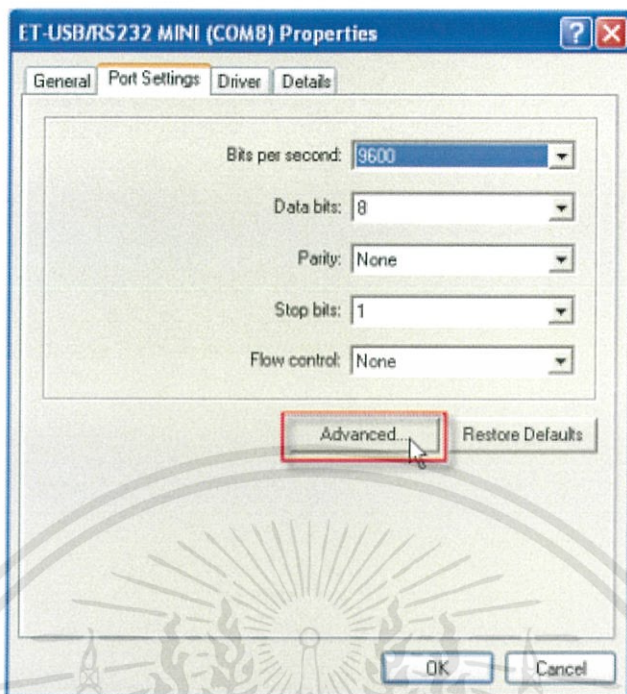 ET-USB/RS232 MINI (COM8) Properties
General Port Settings Driver Details
Bits per second: 9600
Data bits: 8
Parity: None
Stop bits: 1
Flow control: None
Advanced... Restore Defaults
OK Cancel